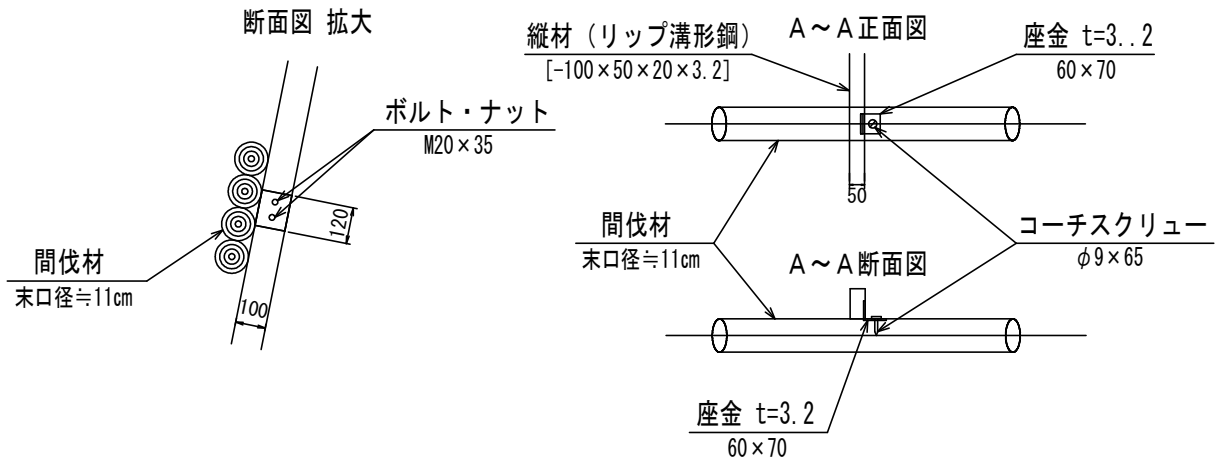 断面図 拡大
ボルト・ナット
M20×35
120
間伐材
末口径≒11cm
100
縦材（リップ溝形鋼）
[-100×50×20×3.2]
A～A正面図
座金 t=3..2
60×70
50
間伐材
末口径≒11cm
コーチスクリュー
φ9×65
A～A断面図
座金 t=3.2
60×70